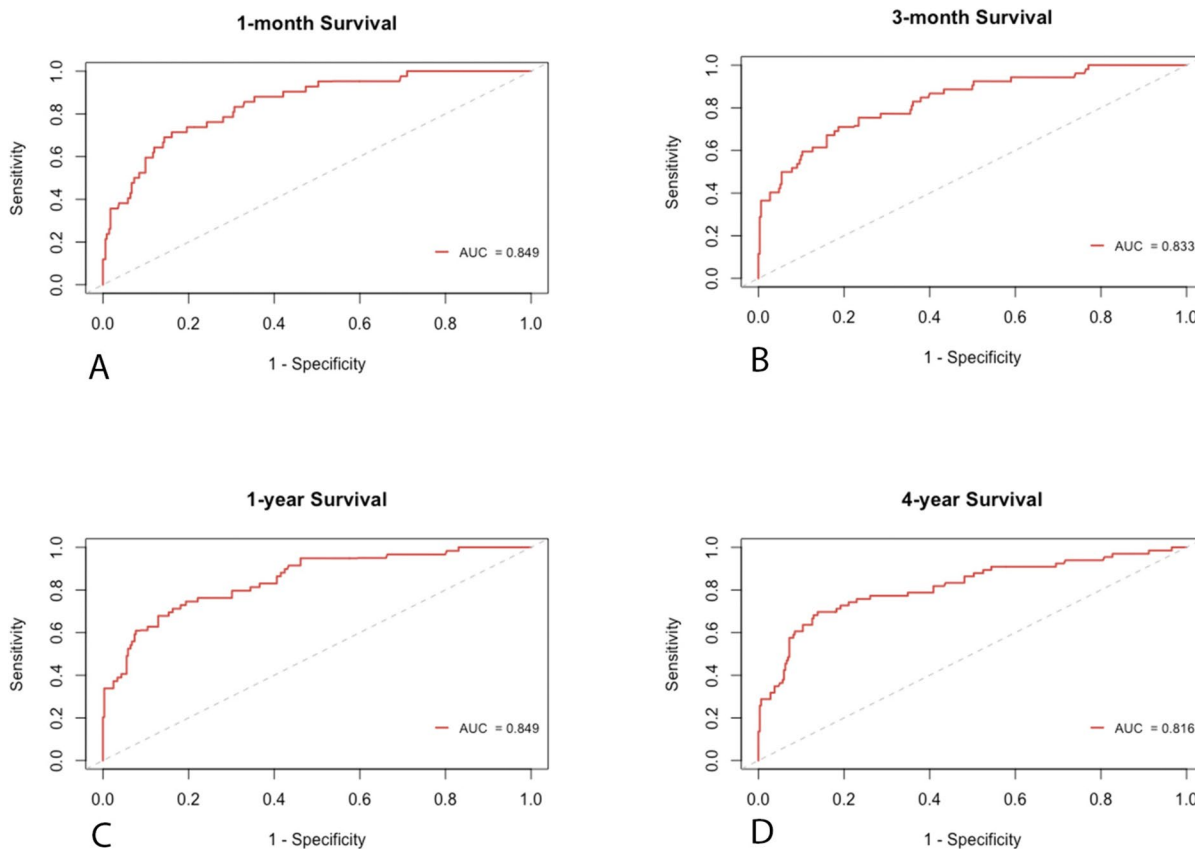 1-month Survival
1.0
0.8
0.6
0.4
0.2
0.0
Sensitivity
AUC = 0.849
0.0 0.2 0.4 0.6 0.8 1.0
1 - Specificity
A
3-month Survival
1.0
0.8
0.6
0.4
0.2
0.0
Sensitivity
AUC = 0.833
0.0 0.2 0.4 0.6 0.8 1.0
1 - Specificity
B
1-year Survival
1.0
0.8
0.6
0.4
0.2
0.0
Sensitivity
AUC = 0.849
0.0 0.2 0.4 0.6 0.8 1.0
1 - Specificity
C
4-year Survival
1.0
0.8
0.6
0.4
0.2
0.0
Sensitivity
AUC = 0.816
0.0 0.2 0.4 0.6 0.8 1.0
1 - Specificity
D